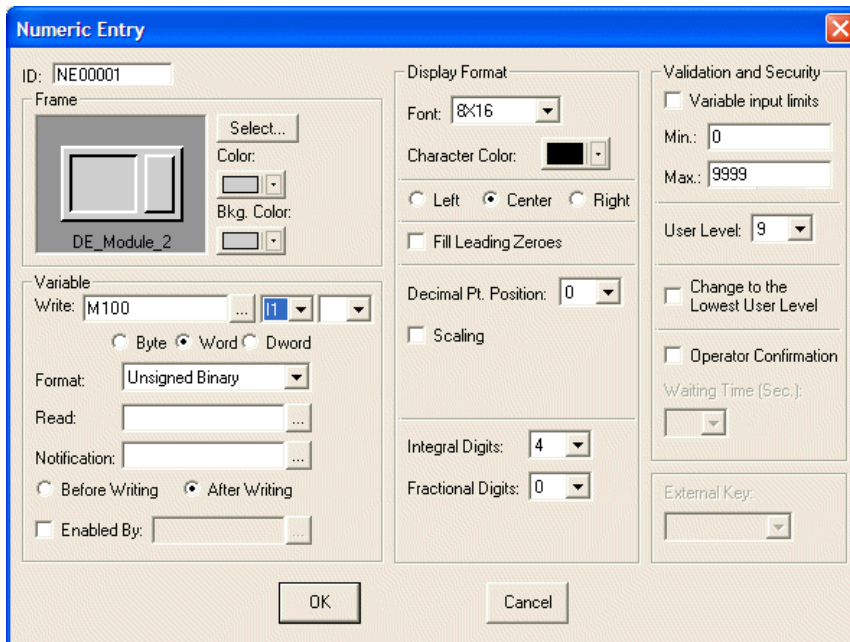 Numeric Entry
ID: NE00001
Frame
Select...
Color:
Bkg. Color:
DE_Module_2
Variable
Write: M100 ... I1
Byte Word Dword
Format: Unsigned Binary
Read: ...
Notification: ...
Before Writing After Writing
Enabled By: ...
Display Format
Font: 8X16
Character Color:
Left Center Right
Fill Leading Zeroes
Decimal Pt. Position: 0
Scaling
Integral Digits: 4
Fractional Digits: 0
Validation and Security
Variable input limits
Min.: 0
Max.: 9999
User Level: 9
Change to the
Lowest User Level
Operator Confirmation
Waiting Time (Sec.):
External Key:
OK Cancel